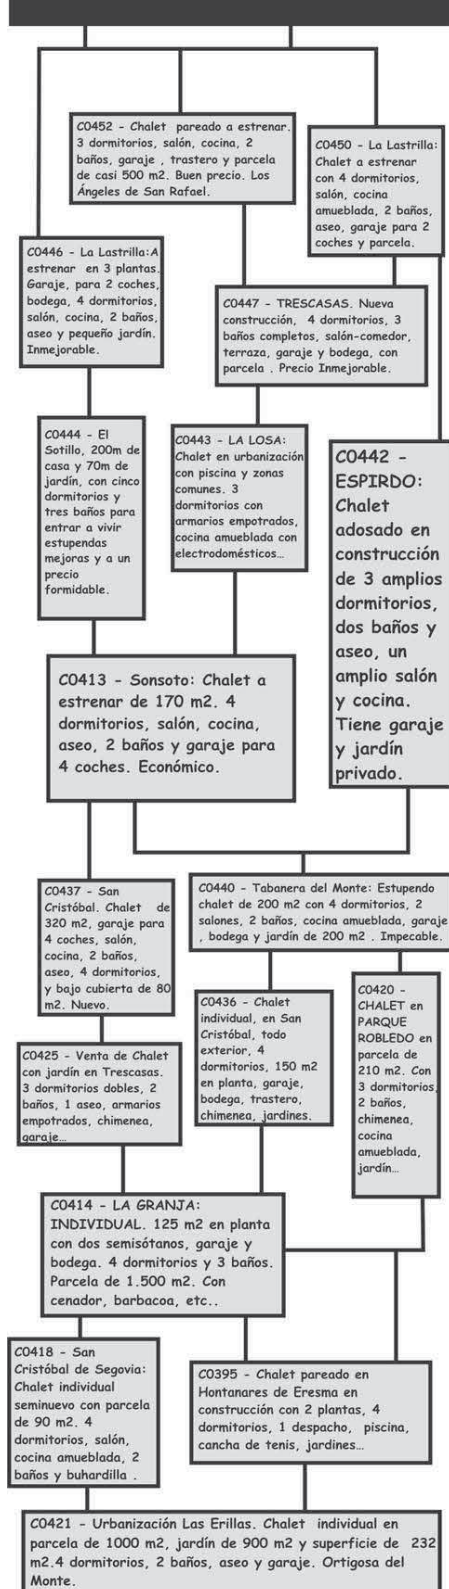 C0452 - Chalet pareado a estrenar.
3 dormitorios, salón, cocina, 2
baños, garaje , trastero y parcela
de casi 500 m2. Buen precio. Los
Ángeles de San Rafael.
C0450 - La Lastrilla:
Chalet a estrenar
con 4 dormitorios,
salón, cocina
amueblada, 2 baños,
aseo, garaje para 2
coches y parcela.
C0446 - La Lastrilla:A
estrenar en 3 plantas.
Garaje, para 2 coches,
bodega, 4 dormitorios,
salón, cocina, 2 baños,
aseo y pequeño jardín.
Inmejorable.
C0447 - TRESCASAS. Nueva
construcción, 4 dormitorios, 3
baños completos, salón-comedor,
terraza, garaje y bodega, con
parcela . Precio Inmejorable.
C0444 - El
Sotillo, 200m de
casa y 70m de
jardín, con cinco
dormitorios y
tres baños para
entrar a vivir
estupendas
mejoras y a un
precio
formidable.
C0443 - LA LOSA:
Chalet en urbanización
con piscina y zonas
comunes. 3
dormitorios con
armarios empotrados,
cocina amueblada con
electrodomésticos...
C0442 -
ESPIRDO:
Chalet
adosado en
construcción
de 3 amplios
dormitorios,
dos baños y
aseo, un
amplio salón
y cocina.
Tiene garaje
y jardín
privado.
C0413 - Sonsoto: Chalet a
estrenar de 170 m2. 4
dormitorios, salón, cocina,
aseo, 2 baños y garaje para
4 coches. Económico.
C0437 - San
Cristóbal. Chalet de
320 m2, garaje para
4 coches, salón,
cocina, 2 baños,
aseo, 4 dormitorios,
y bajo cubierta de 80
m2. Nuevo.
C0440 - Tabanera del Monte: Estupendo
chalet de 200 m2 con 4 dormitorios, 2
salones, 2 baños, cocina amueblada, garaje
, bodega y jardín de 200 m2 . Impecable.
C0436 - Chalet
individual, en San
Cristóbal, todo
exterior, 4
dormitorios, 150 m2
en planta, garaje,
bodega, trastero,
chimenea, jardines.
C0420 -
CHALET en
PARQUE
ROBLEDO en
parcela de
210 m2. Con
3 dormitorios,
2 baños,
chimenea,
cocina
amueblada,
jardín...
C0425 - Venta de Chalet
con jardín en Trescasas.
3 dormitorios dobles, 2
baños, 1 aseo, armarios
empotrados, chimenea,
garaje...
C0414 - LA GRANJA:
INDIVIDUAL. 125 m2 en planta
con dos semisótanos, garaje y
bodega. 4 dormitorios y 3 baños.
Parcela de 1.500 m2. Con
cenador, barbacoa, etc..
C0418 - San
Cristóbal de Segovia:
Chalet individual
seminuevo con parcela
de 90 m2. 4
dormitorios, salón,
cocina amueblada, 2
baños y buhardilla .
C0395 - Chalet pareado en
Hontanares de Eresma en
construcción con 2 plantas, 4
dormitorios, 1 despacho, piscina,
cancha de tenis, jardines...
C0421 - Urbanización Las Erillas. Chalet individual en
parcela de 1000 m2, jardín de 900 m2 y superficie de 232
m2.4 dormitorios, 2 baños, aseo y garaje. Ortigosa del
Monte.